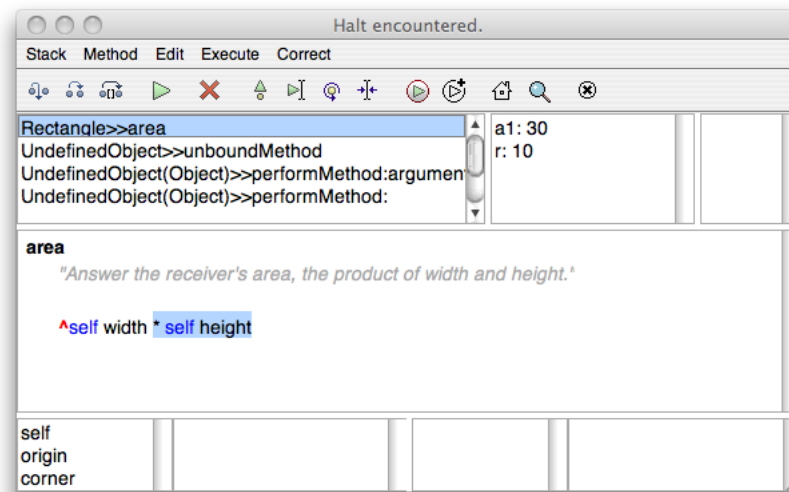 Halt encountered.
Stack Method Edit Execute Correct
Rectangle>>area
UndefinedObject>>unboundMethod
UndefinedObject(Object)>>performMethod:argument
UndefinedObject(Object)>>performMethod:
a1: 30
r: 10
area
"Answer the receiver's area, the product of width and height."
^self width * self height
self
origin
corner